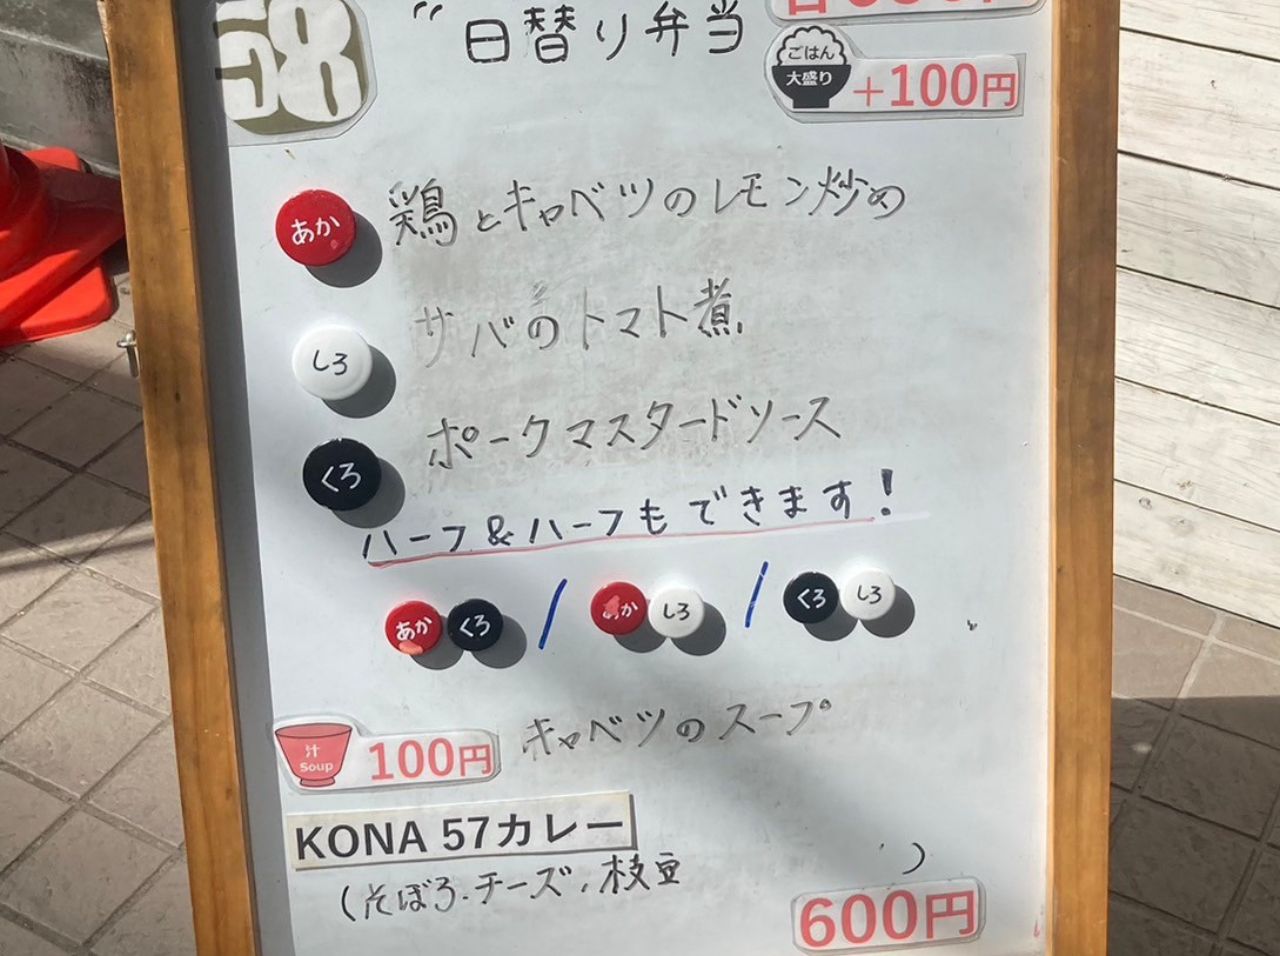 58
"日替り弁当
ごはん
大盛り
+100円
あか 鶏とキャベツのレモン炒め
しろ サバのトマト煮
くろ ポークマスタードソース
ハーフ&ハーフもできます!
あか くろ / あか しろ / くろ しろ
汁
Soup
100円 キャベツのスープ
KONA 57カレー
(そぼろ.チーズ.枝豆 )
600円